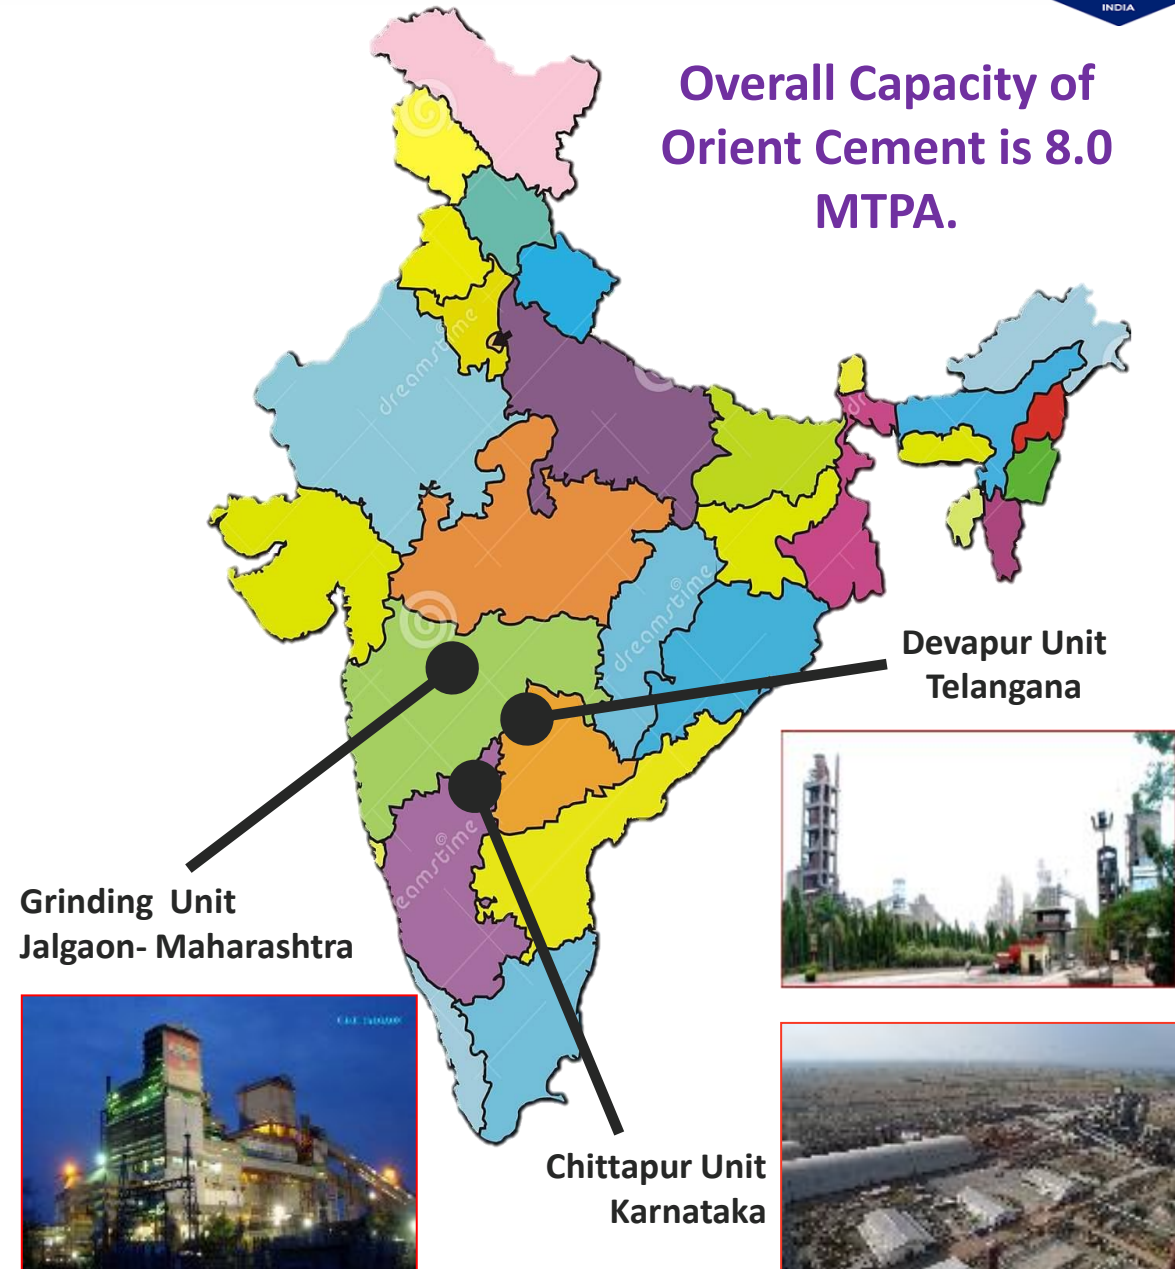 INDIA
Overall Capacity of
Orient Cement is 8.0
MTPA.
dreamstime
dreamstime
©dreamstime
Devapur Unit
Telangana
©
eamstime
Grinding  Unit
Jalgaon- Maharashtra
Chittapur Unit
Karnataka